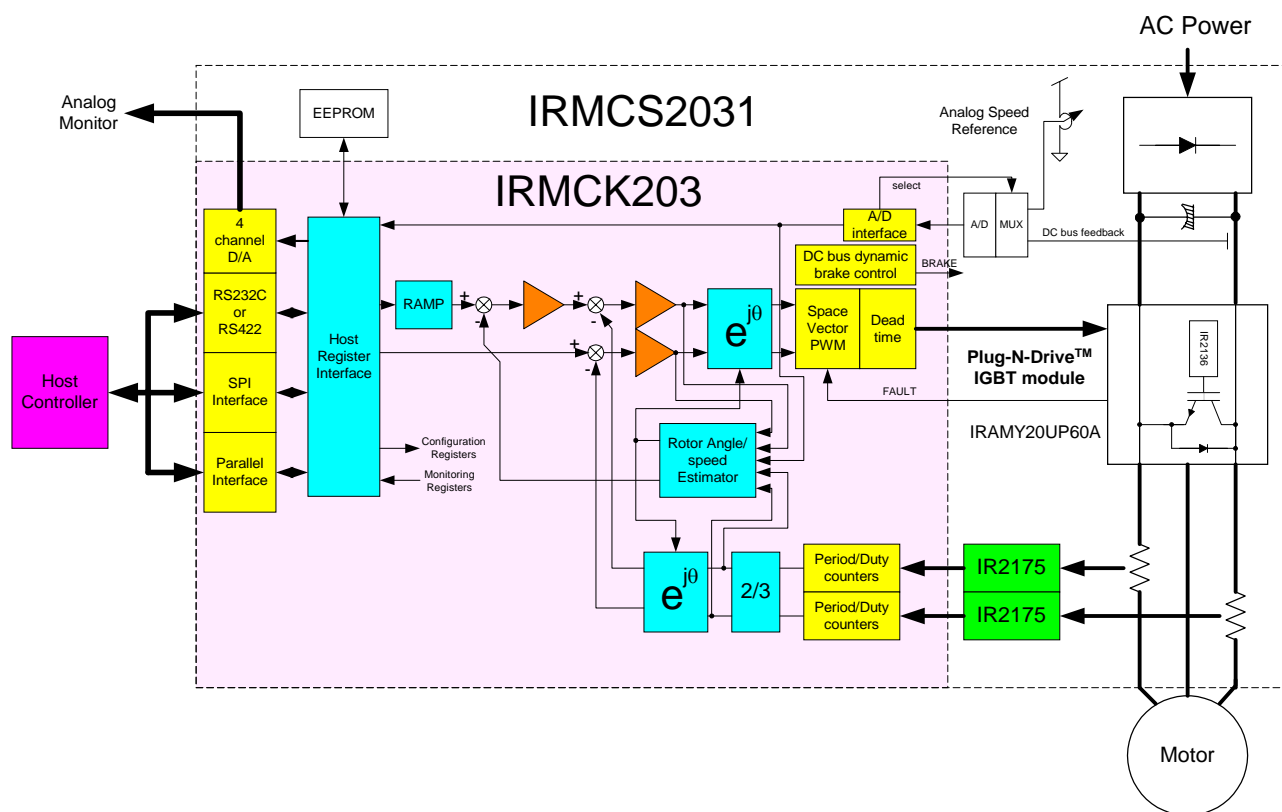 AC Power
Analog
Monitor
EEPROM
IRMCS2031
Analog Speed
Reference
IRMCK203
select
4
channel
D/A
A/D
interface
A/D
MUX
DC bus feedback
DC bus dynamic
brake control
BRAKE
RS232C
or
RS422
RAMP
+
-
+
-
+
-
e
jθ
Space
Vector
PWM
Dead
time
Host
Register
Interface
Plug-N-Drive™
IGBT module
IR2136
FAULT
IRAMY20UP60A
Host
Controller
SPI
Interface
Parallel
Interface
Configuration
Registers
Monitoring
Registers
Rotor Angle/
speed
Estimator
e
jθ
2/3
Period/Duty
counters
Period/Duty
counters
IR2175
IR2175
Motor